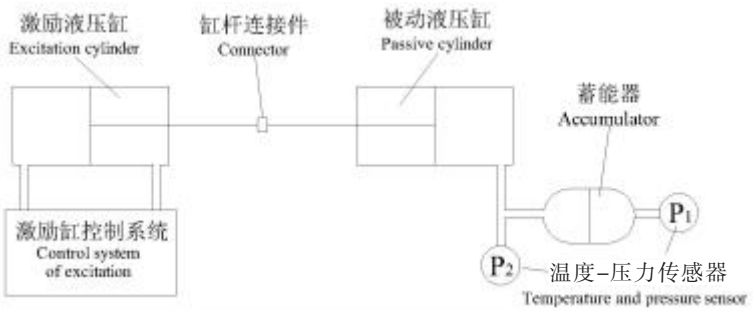 激励液压缸
Excitation cylinder
缸杆连接件
Connector
被动液压缸
Passive cylinder
蓄能器
Accumulator
P1
激励缸控制系统
Control system
of excitation
P2
温度-压力传感器
Temperature and pressure sensor